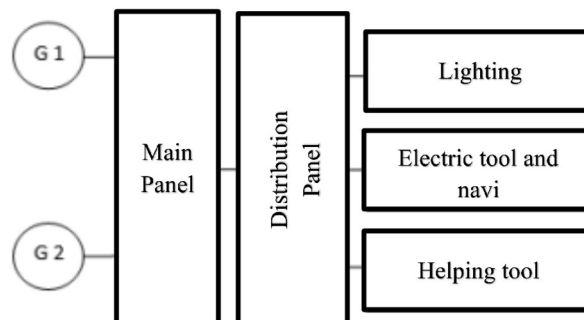 G 1
G 2
Main
Panel
Distribution
Panel
Lighting
Electric tool and
navi
Helping tool